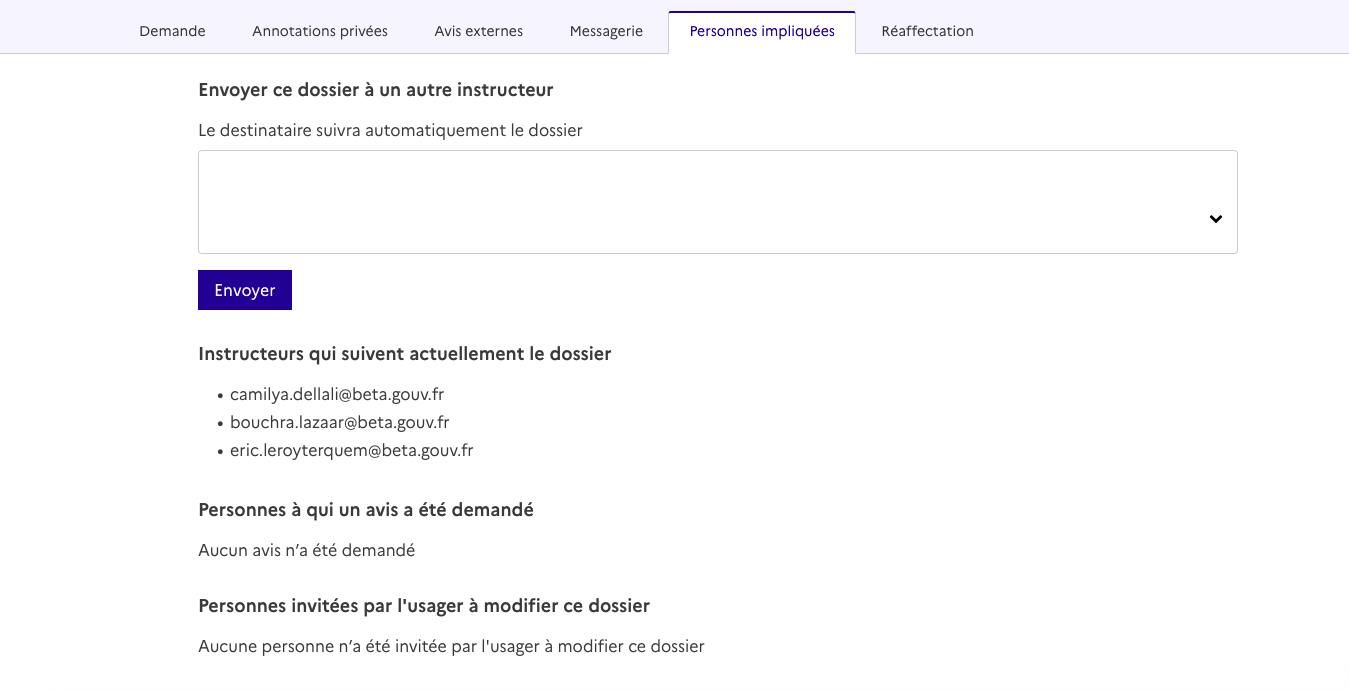 Demande
Annotations privées
Avis externes
Messagerie
Personnes impliquées
Réaffectation
Envoyer ce dossier à un autre instructeur
Le destinataire suivra automatiquement le dossier
Envoyer
Instructeurs qui suivent actuellement le dossier
• camilya.dellali@beta.gouv.fr
• bouchra.lazaar@beta.gouv.fr
• eric.leroyterquem@beta.gouv.fr
Personnes à qui un avis a été demandé
Aucun avis n’a été demandé
Personnes invitées par l'usager à modifier ce dossier
Aucune personne n’a été invitée par l'usager à modifier ce dossier